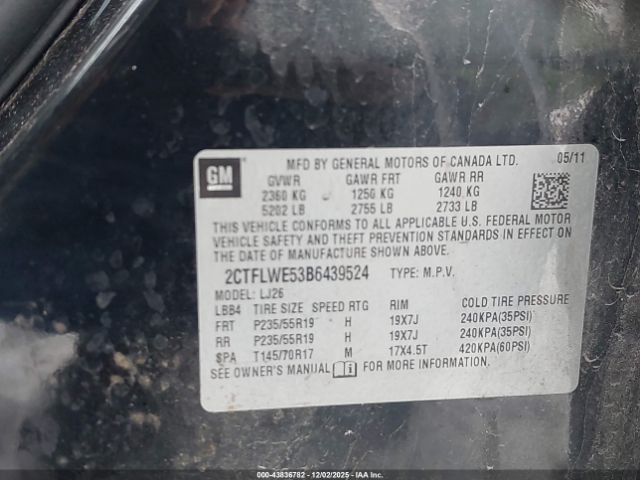 GM
MFD BY GENERAL MOTORS OF CANADA LTD. 05/11
GVWR GAWR FRT GAWR RR
2360 KG 1250 KG 1240 KG
5202 LB 2755 LB 2733 LB
THIS VEHICLE CONFORMS TO ALL APPLICABLE U.S. FEDERAL MOTOR
VEHICLE SAFETY AND THEFT PREVENTION STANDARDS IN EFFECT ON
THE DATE OF MANUFACTURE SHOWN ABOVE.
2CTFLWE53B6439524 TYPE: M.P.V.
MODEL: LJ26
LBB4 TIRE SIZE SPEED RTG RIM COLD TIRE PRESSURE
FRT P235/55R19 H 19X7J 240KPA(35PSI)
RR P235/55R19 H 19X7J 240KPA(35PSI)
SPA T145/70R17 M 17X4.5T 420KPA(60PSI)
SEE OWNER'S MANUAL FOR MORE INFORMATION.
00-43836782 - 12/02/2025 - IAAI.COM